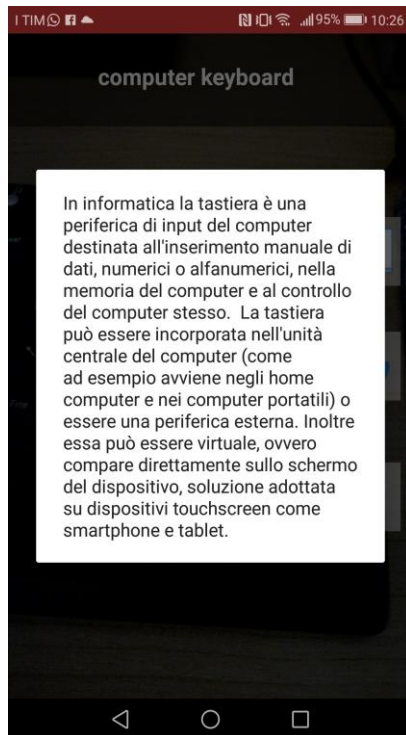 I TIM 95% 10:26
computer keyboard
In informatica la tastiera è una
periferica di input del computer
destinata all'inserimento manuale di
dati, numerici o alfanumerici, nella
memoria del computer e al controllo
del computer stesso.  La tastiera
può essere incorporata nell'unità
centrale del computer (come
ad esempio avviene negli home
computer e nei computer portatili) o
essere una periferica esterna. Inoltre
essa può essere virtuale, ovvero
compare direttamente sullo schermo
del dispositivo, soluzione adottata
su dispositivi touchscreen come
smartphone e tablet.